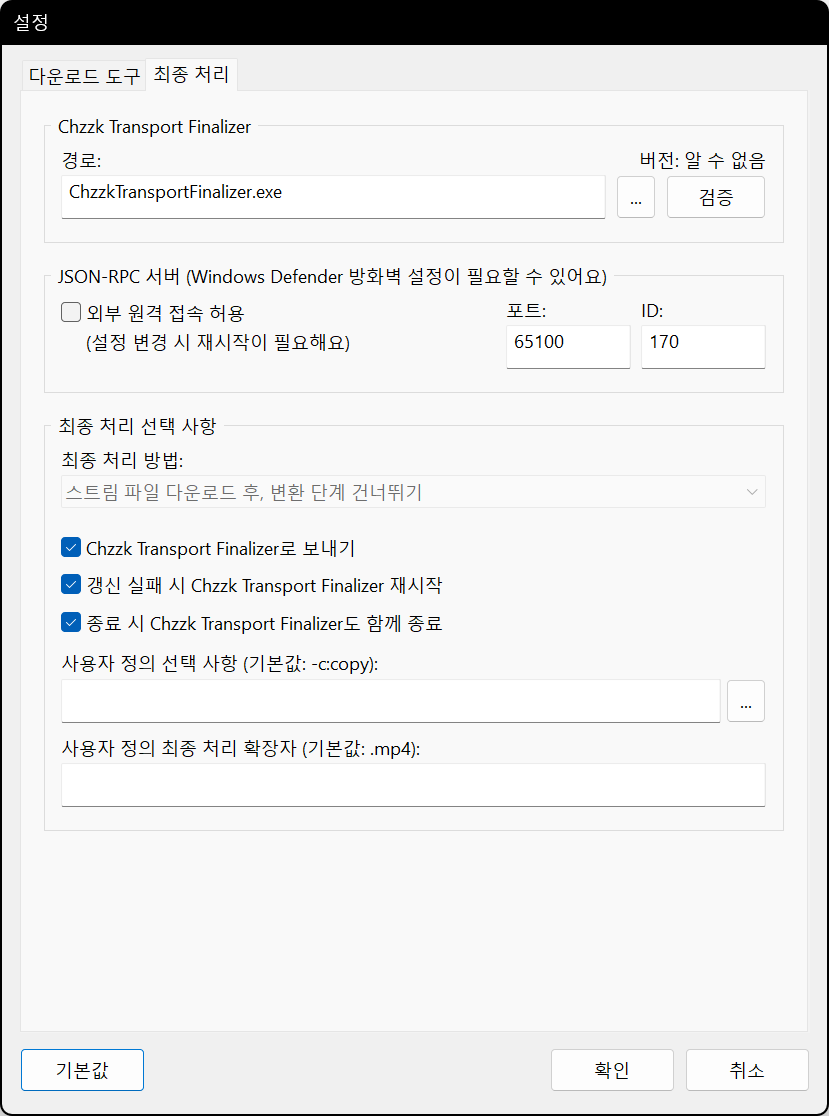 설정
다운로드 도구 최종 처리
Chzzk Transport Finalizer
경로: 버전: 알 수 없음
ChzzkTransportFinalizer.exe ... 검증
JSON-RPC 서버 (Windows Defender 방화벽 설정이 필요할 수 있어요)
외부 원격 접속 허용 포트: ID:
(설정 변경 시 재시작이 필요해요) 65100 170
최종 처리 선택 사항
최종 처리 방법:
스트림 파일 다운로드 후, 변환 단계 건너뛰기
Chzzk Transport Finalizer로 보내기
갱신 실패 시 Chzzk Transport Finalizer 재시작
종료 시 Chzzk Transport Finalizer도 함께 종료
사용자 정의 선택 사항 (기본값: -c:copy):
...
사용자 정의 최종 처리 확장자 (기본값: .mp4):
기본값 확인 취소